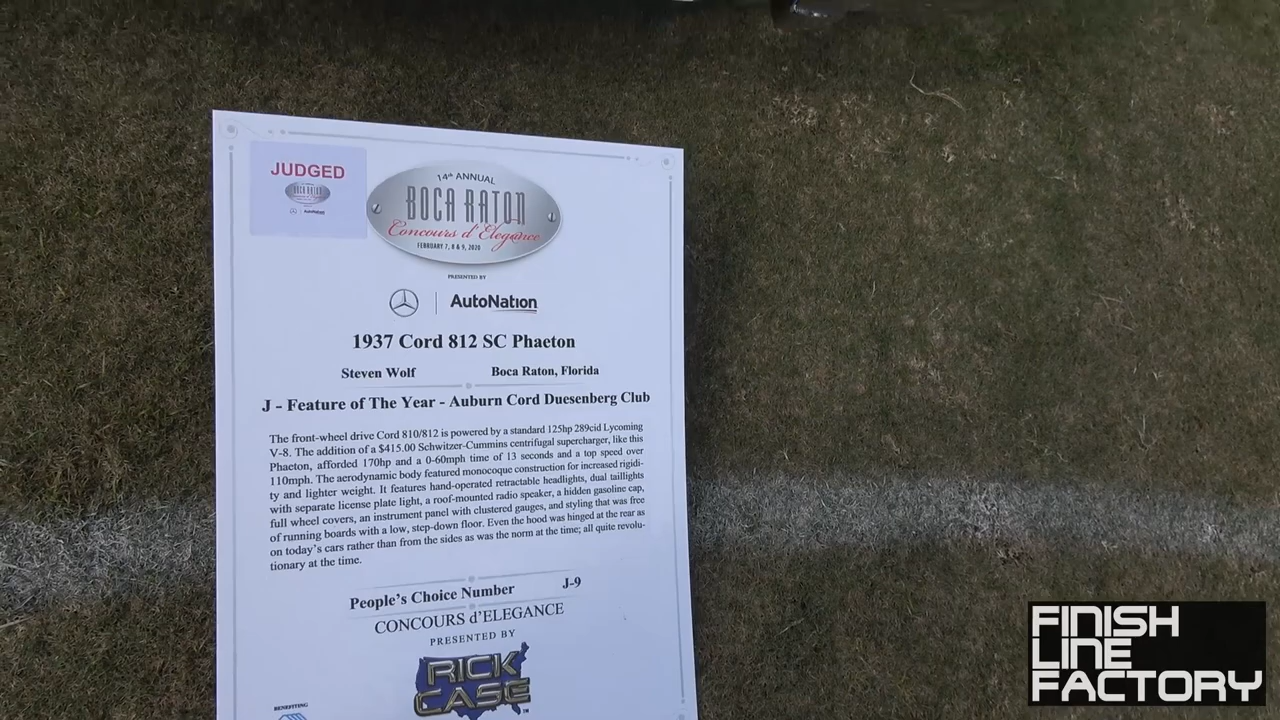 JUDGED
BOCA RATON
AutoNation
14th ANNUAL
BOCA RATON
Concours d'Elegance
FEBRUARY 7, 8 & 9, 2020
PRESENTED BY
AutoNation
1937 Cord 812 SC Phaeton
Steven Wolf Boca Raton, Florida
J – Feature of The Year - Auburn Cord Duesenberg Club
The front-wheel drive Cord 810/812 is powered by a standard 125hp 289cid Lycoming
V-8. The addition of a $415.00 Schwitzer-Cummins centrifugal supercharger, like this
Phaeton, afforded 170hp and a 0-60mph time of 13 seconds and a top speed over
110mph. The aerodynamic body featured monocoque construction for increased rigidi-
ty and lighter weight. It features hand-operated retractable headlights, dual taillights
with separate license plate light, a roof-mounted radio speaker, a hidden gasoline cap,
full wheel covers, an instrument panel with clustered gauges, and styling that was free
of running boards with a low, step-down floor. Even the hood was hinged at the rear as
on today's cars rather than from the sides as was the norm at the time; all quite revolu-
tionary at the time.
People's Choice Number J-9
CONCOURS d'ELEGANCE
PRESENTED BY
RICK
CASE
TM
BENEFITING
FINISH
LINE
FACTORY